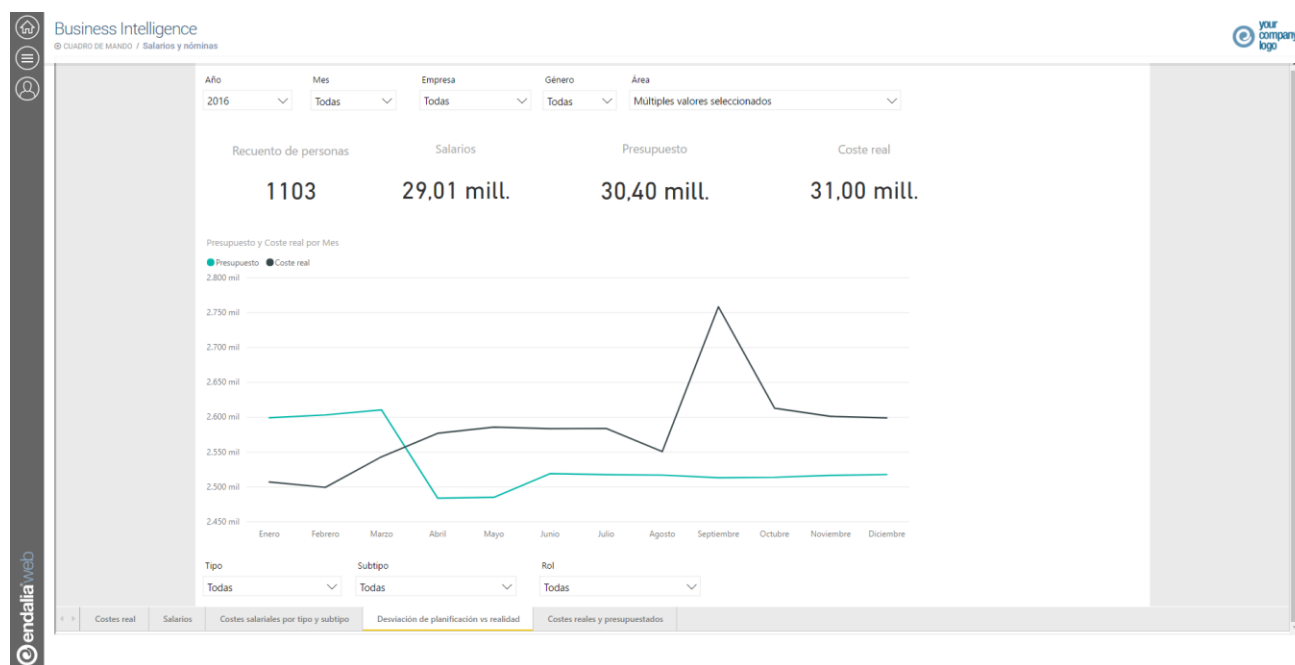 Business Intelligence
CUADRO DE MANDO / Salarios y nóminas
your
company
logo
Año Mes Empresa Género Área
2016 Todas Todas Todas Múltiples valores seleccionados
Recuento de personas Salarios Presupuesto Coste real
1103 29,01 mill. 30,40 mill. 31,00 mill.
Presupuesto y Coste real por Mes
Presupuesto Coste real
2.800 mil
2.750 mil
2.700 mil
2.650 mil
2.600 mil
2.550 mil
2.500 mil
2.450 mil
Enero Febrero Marzo Abril Mayo Junio Julio Agosto Septiembre Octubre Noviembre Diciembre
Tipo Subtipo Rol
Todas Todas Todas
Costes real Salarios Costes salariales por tipo y subtipo Desviación de planificación vs realidad Costes reales y presupuestados
endalia web